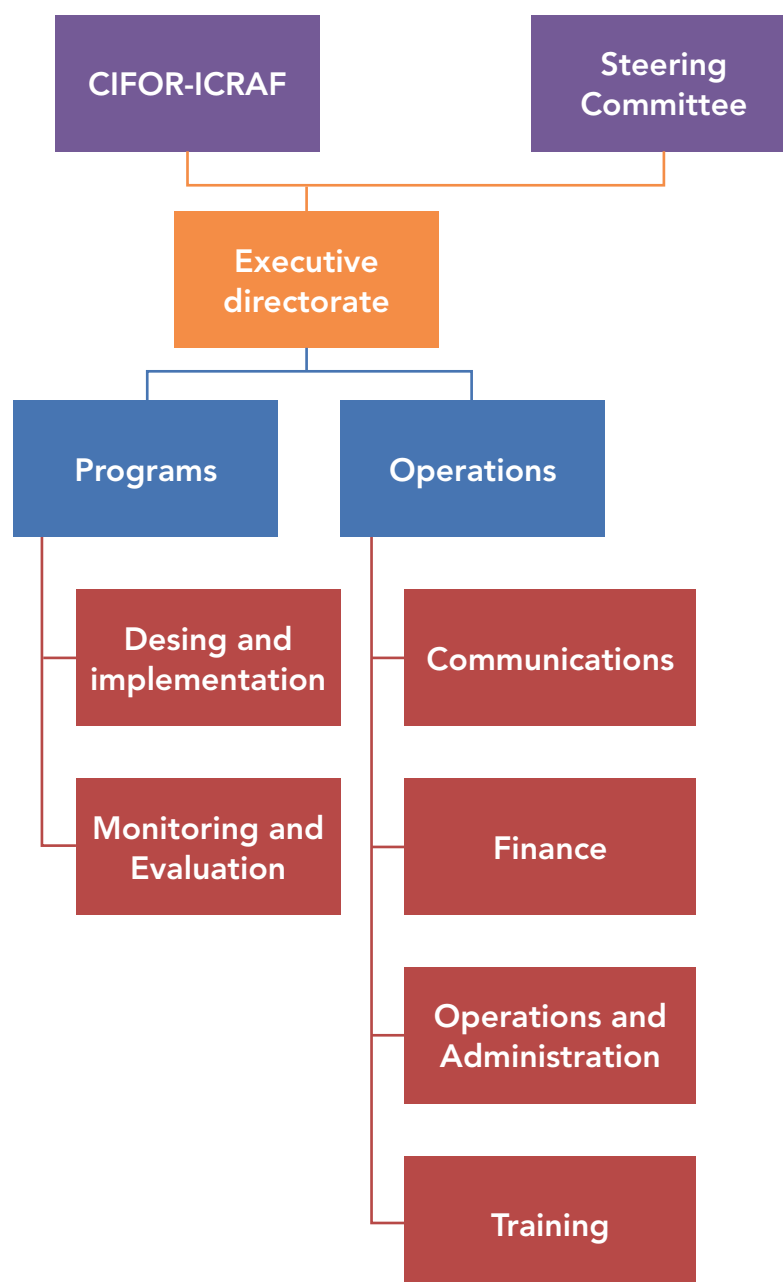 CIFOR-ICRAF
Steering
Committee
Executive
directorate
Programs
Operations
Desing and
implementation
Communications
Monitoring and
Evaluation
Finance
Operations and
Administration
Training